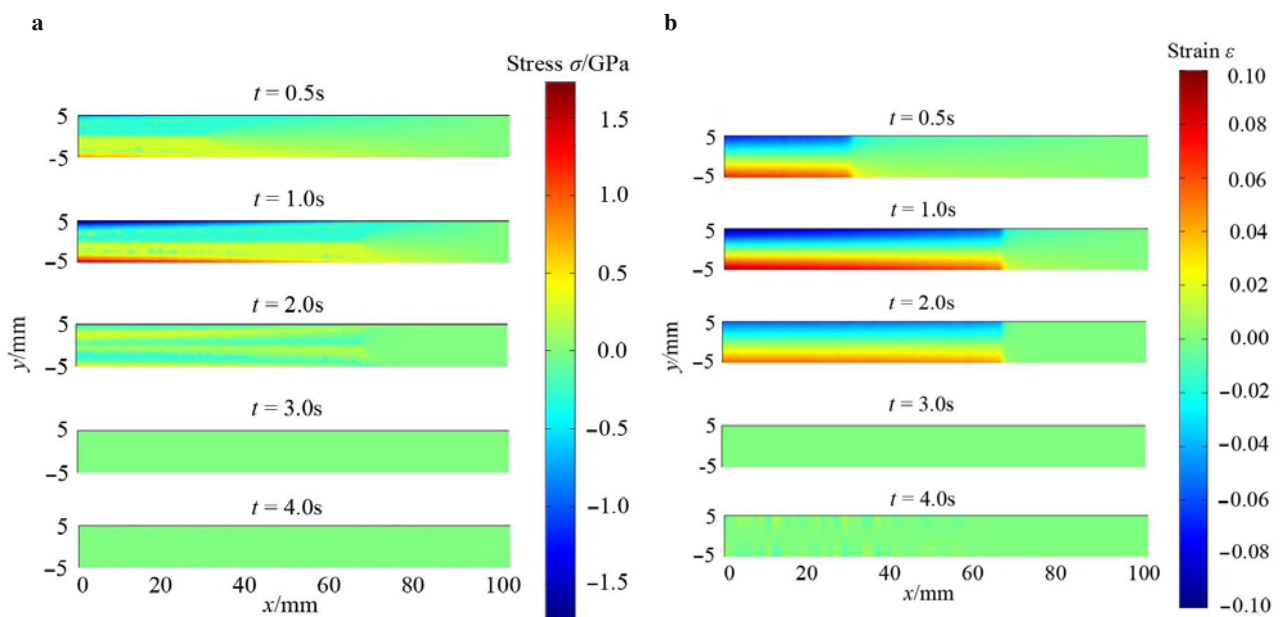 a
Stress σ/GPa
t = 0.5s
5
−5
t = 1.0s
5
−5
t = 2.0s
5
−5
t = 3.0s
5
−5
t = 4.0s
5
−5
y/mm
0 20 40 60 80 100
x/mm
1.5
1.0
0.5
0.0
−0.5
−1.0
−1.5
b
Strain ε
t = 0.5s
5
−5
t = 1.0s
5
−5
t = 2.0s
5
−5
t = 3.0s
5
−5
t = 4.0s
5
−5
y/mm
0 20 40 60 80 100
x/mm
0.10
0.08
0.06
0.04
0.02
0.00
−0.02
−0.04
−0.06
−0.08
−0.10